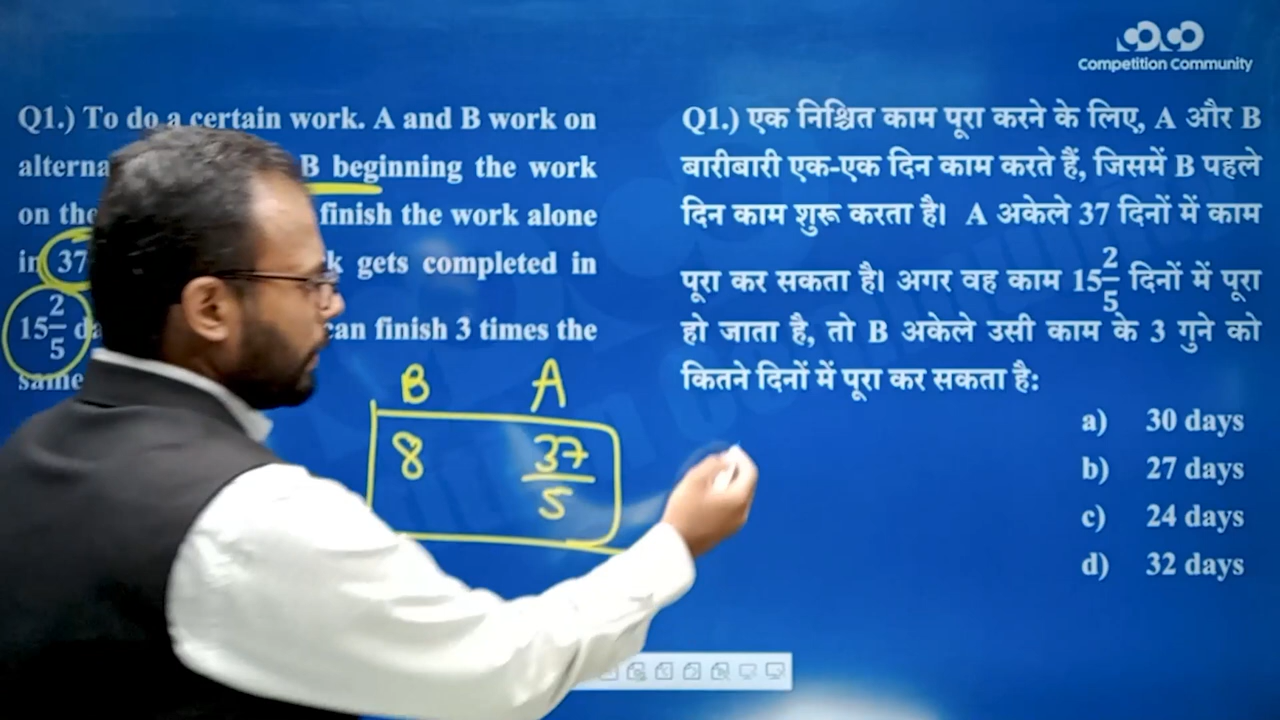 Competition Community
Q1.) To do a certain work. A and B work on
B beginning the work
on the finish the work alone
in 37 gets completed in
15 2/5 can finish 3 times the
same
Q1.) एक निश्चित काम पूरा करने के लिए, A और B
बारीबारी एक-एक दिन काम करते हैं, जिसमें B पहले
दिन काम शुरू करता है। A अकेले 37 दिनों में काम
पूरा कर सकता है। अगर वह काम 15 2/5 दिनों में पूरा
हो जाता है, तो B अकेले उसी काम के 3 गुने को
कितने दिनों में पूरा कर सकता है:
a) 30 days
b) 27 days
c) 24 days
d) 32 days
B A
8 37/5